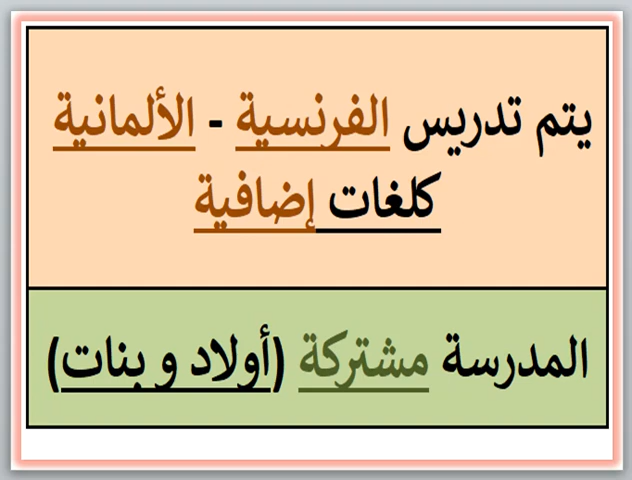 يتم تدريس الفرنسية - الألمانية
كلغات إضافية
المدرسة مشتركة (أولاد و بنات)